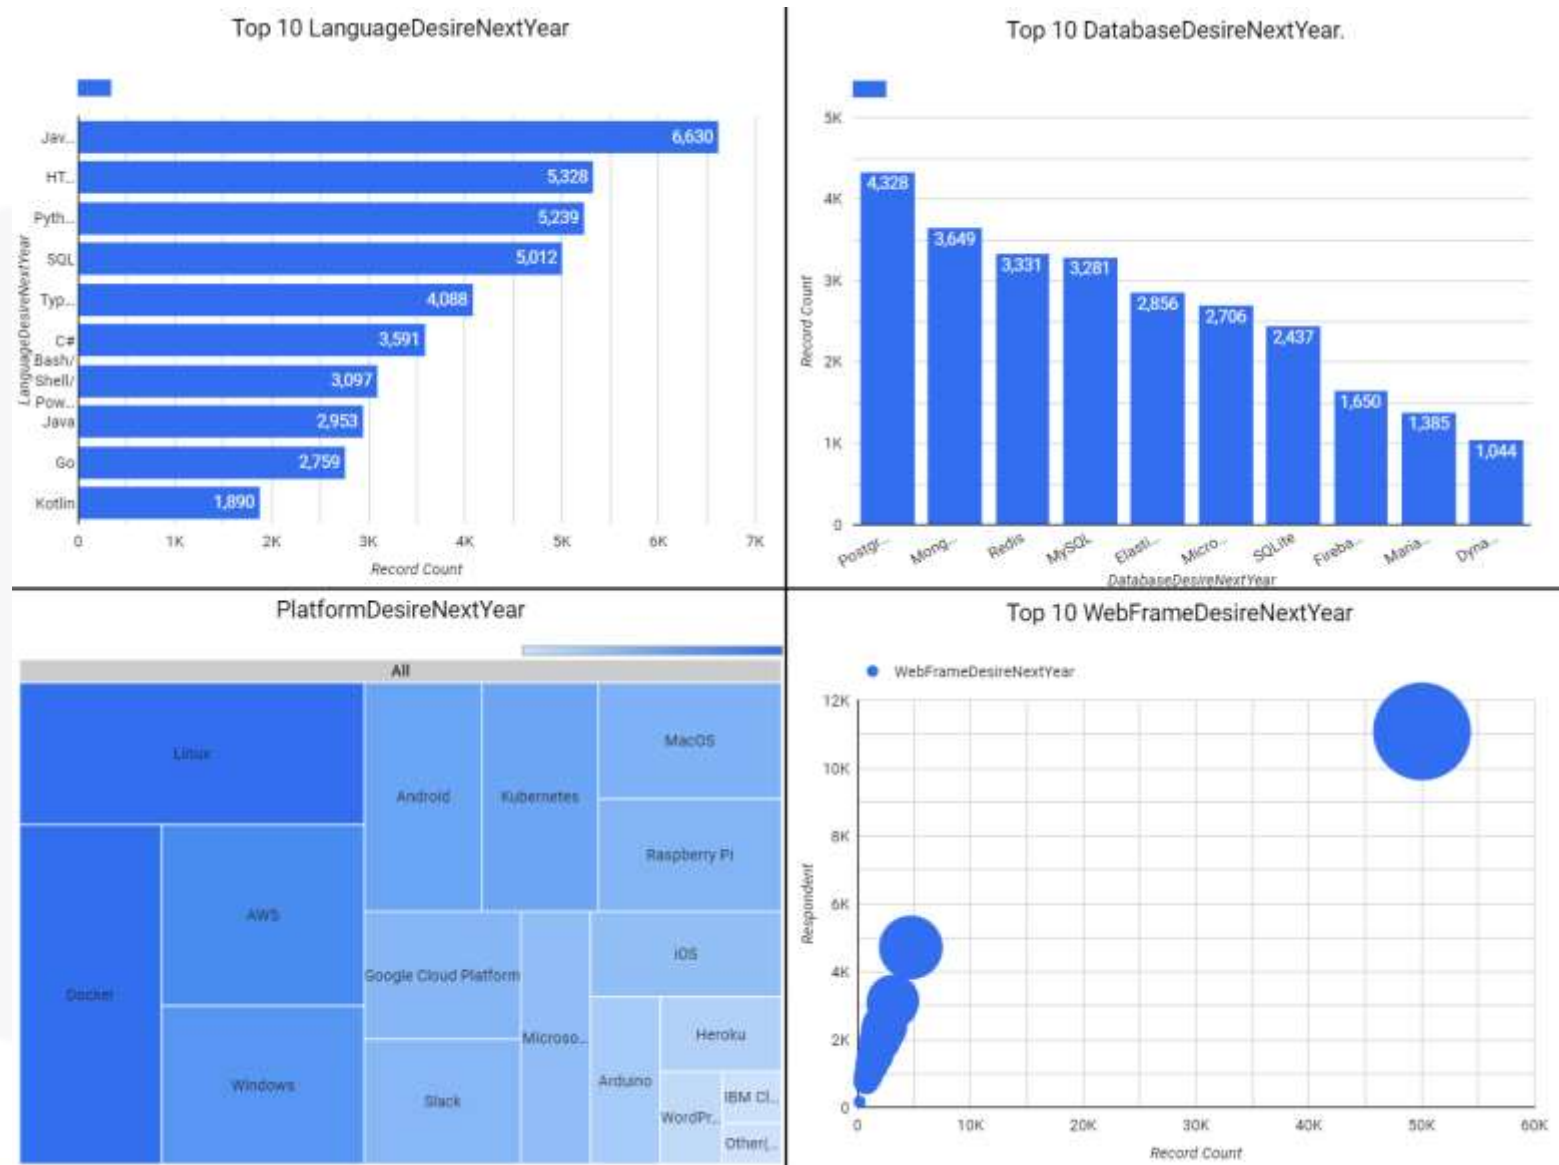 Top 10 LanguageDesireNextYear
LanguageDesireNextYear
Jav...
HT...
Pyth...
SQL
Typ...
C#
Bash/
Shell/
Pow...
Java
Go
Kotlin
6,630
5,328
5,239
5,012
4,088
3,591
3,097
2,953
2,759
1,890
0 1K 2K 3K 4K 5K 6K 7K
Record Count
Top 10 DatabaseDesireNextYear.
Record Count
5K
4K
3K
2K
1K
0
4,328
3,649
3,331
3,281
2,856
2,706
2,437
1,650
1,385
1,044
Postgr...
Mong...
Redis
MySQL
Elasti...
Micro...
SQLite
Fireba...
Maria...
Dyna...
DatabaseDesireNextYear
PlatformDesireNextYear
All
Linux
Docker
AWS
Windows
Android
Kubernetes
MacOS
Raspberry Pi
Google Cloud Platform
Slack
Microso...
iOS
Arduino
Heroku
WordPr...
IBM Cl...
Other(...
Top 10 WebFrameDesireNextYear
WebFrameDesireNextYear
Respondent
12K
10K
8K
6K
4K
2K
0
0 10K 20K 30K 40K 50K 60K
Record Count